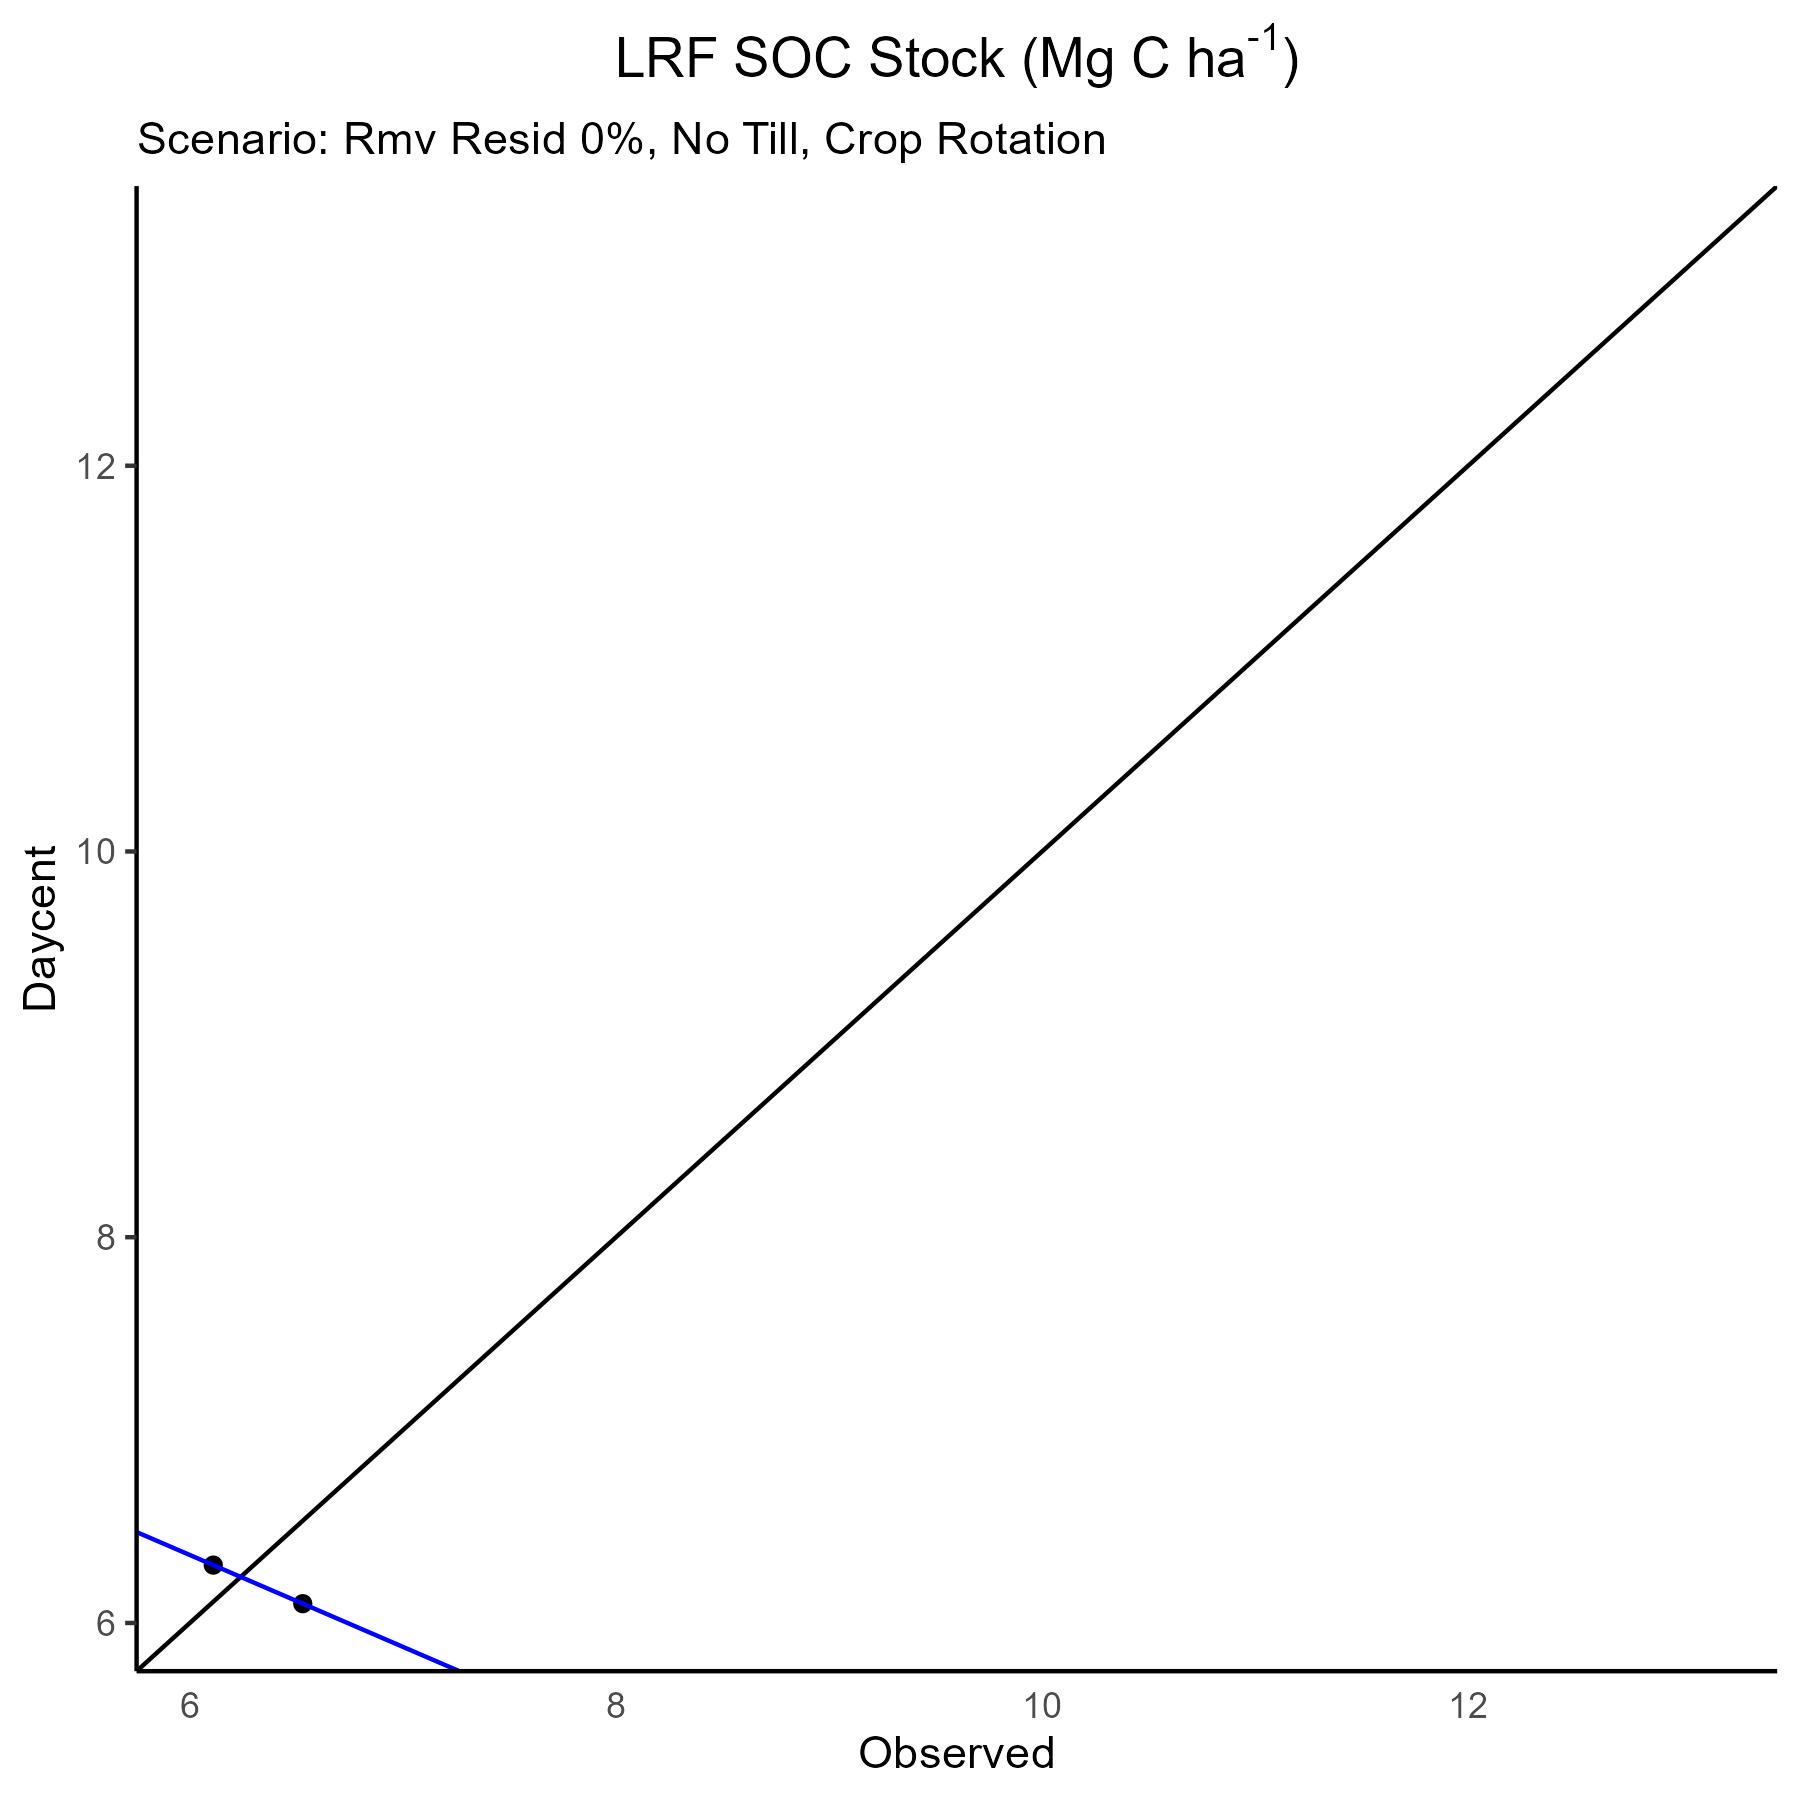 LRF SOC Stock (Mg C ha⁻¹)
Scenario: Rmv Resid 0%, No Till, Crop Rotation
Daycent
12
10
8
6
6 8 10 12
Observed